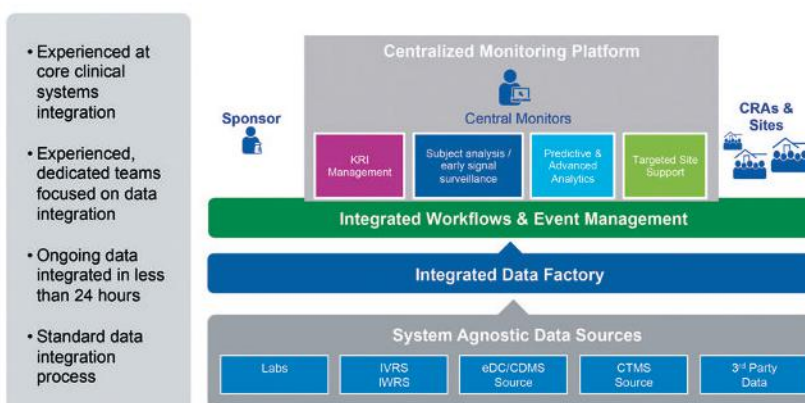 • Experienced at
core clinical
systems
integration
• Experienced,
dedicated teams
focused on data
integration
• Ongoing data
integrated in less
than 24 hours
• Standard data
integration
process
Centralized Monitoring Platform
Sponsor
Central Monitors
CRAs &
Sites
KRI
Management
Subject analysis /
early signal
surveillance
Predictive &
Advanced
Analytics
Targeted Site
Support
Integrated Workflows & Event Management
Integrated Data Factory
System Agnostic Data Sources
Labs
IVRS
IWRS
eDC/CDMS
Source
CTMS
Source
3rd Party
Data